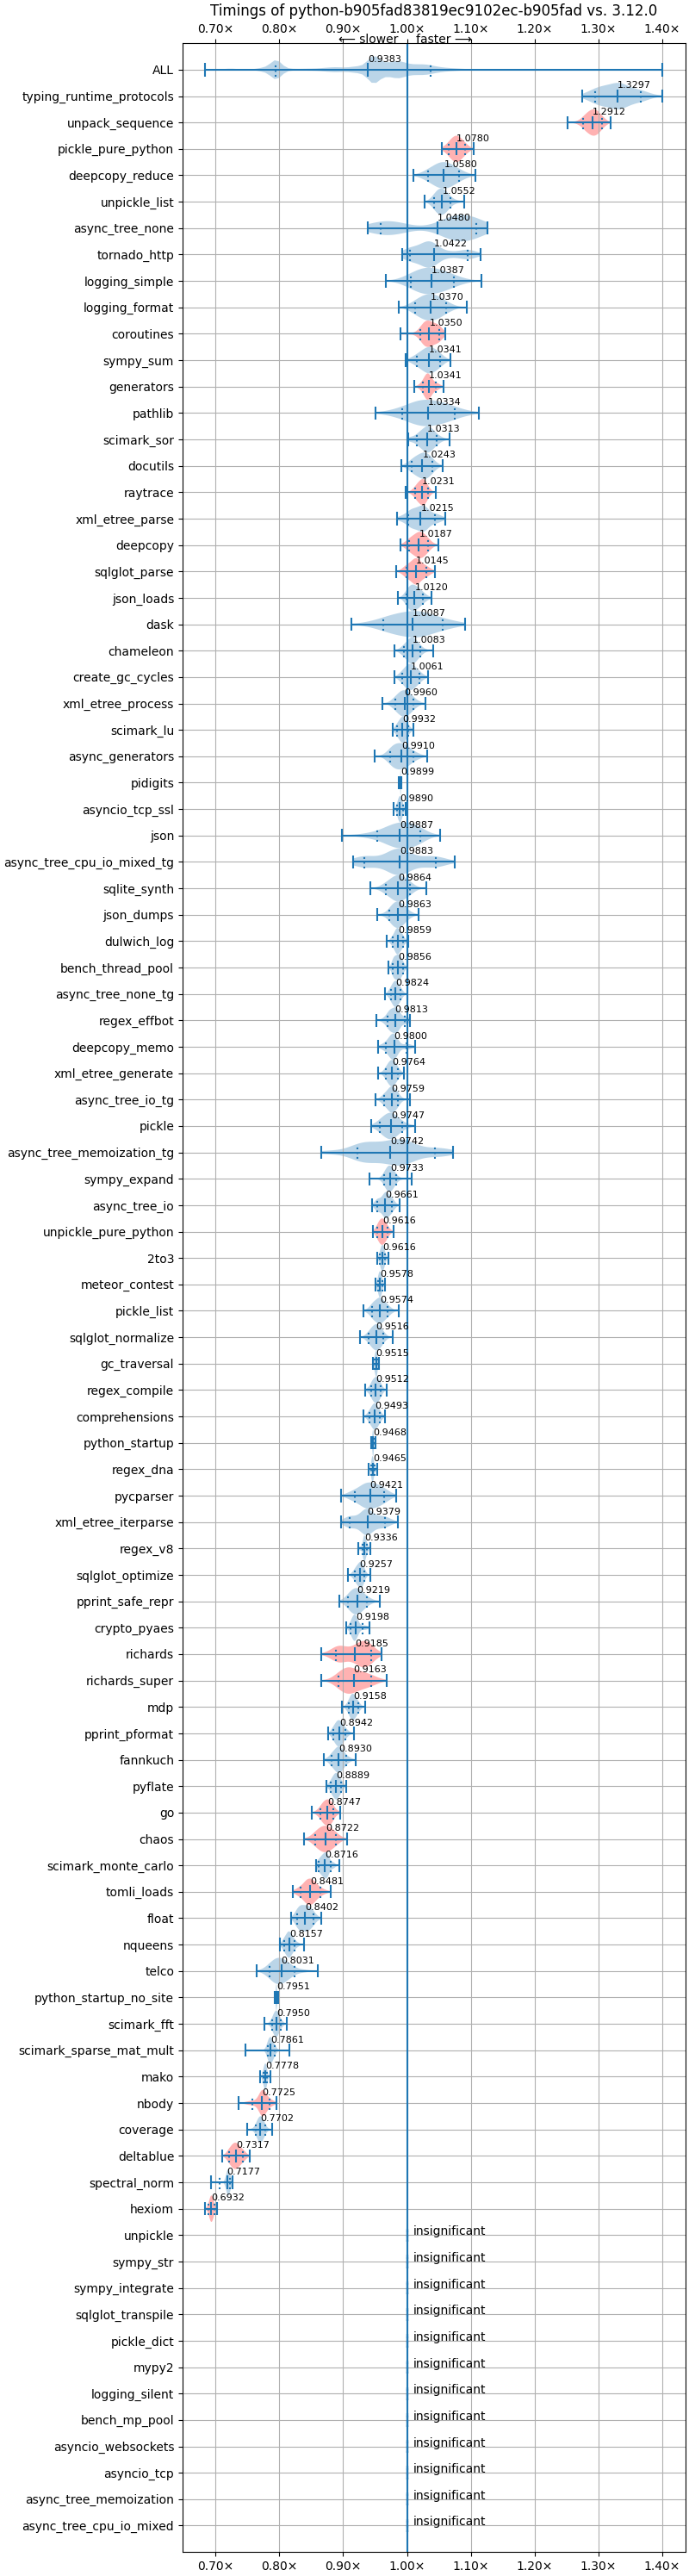 Timings of python-b905fad83819ec9102ec-b905fad vs. 3.12.0
0.70× 0.80× 0.90× 1.00× 1.10× 1.20× 1.30× 1.40×
⟵ slower faster ⟶
ALL 0.9383
typing_runtime_protocols 1.3297
unpack_sequence 1.2912
pickle_pure_python 1.0780
deepcopy_reduce 1.0580
unpickle_list 1.0552
async_tree_none 1.0480
tornado_http 1.0422
logging_simple 1.0387
logging_format 1.0370
coroutines 1.0350
sympy_sum 1.0341
generators 1.0341
pathlib 1.0334
scimark_sor 1.0313
docutils 1.0243
raytrace 1.0231
xml_etree_parse 1.0215
deepcopy 1.0187
sqlglot_parse 1.0145
json_loads 1.0120
dask 1.0087
chameleon 1.0083
create_gc_cycles 1.0061
xml_etree_process 0.9960
scimark_lu 0.9932
async_generators 0.9910
pidigits 0.9899
asyncio_tcp_ssl 0.9890
json 0.9887
async_tree_cpu_io_mixed_tg 0.9883
sqlite_synth 0.9864
json_dumps 0.9863
dulwich_log 0.9859
bench_thread_pool 0.9856
async_tree_none_tg 0.9824
regex_effbot 0.9813
deepcopy_memo 0.9800
xml_etree_generate 0.9764
async_tree_io_tg 0.9759
pickle 0.9747
async_tree_memoization_tg 0.9742
sympy_expand 0.9733
async_tree_io 0.9661
unpickle_pure_python 0.9616
2to3 0.9616
meteor_contest 0.9578
pickle_list 0.9574
sqlglot_normalize 0.9516
gc_traversal 0.9515
regex_compile 0.9512
comprehensions 0.9493
python_startup 0.9468
regex_dna 0.9465
pycparser 0.9421
xml_etree_iterparse 0.9379
regex_v8 0.9336
sqlglot_optimize 0.9257
pprint_safe_repr 0.9219
crypto_pyaes 0.9198
richards 0.9185
richards_super 0.9163
mdp 0.9158
pprint_pformat 0.8942
fannkuch 0.8930
pyflate 0.8889
go 0.8747
chaos 0.8722
scimark_monte_carlo 0.8716
tomli_loads 0.8481
float 0.8402
nqueens 0.8157
telco 0.8031
python_startup_no_site 0.7951
scimark_fft 0.7950
scimark_sparse_mat_mult 0.7861
mako 0.7778
nbody 0.7725
coverage 0.7702
deltablue 0.7317
spectral_norm 0.7177
hexiom 0.6932
unpickle insignificant
sympy_str insignificant
sympy_integrate insignificant
sqlglot_transpile insignificant
pickle_dict insignificant
mypy2 insignificant
logging_silent insignificant
bench_mp_pool insignificant
asyncio_websockets insignificant
asyncio_tcp insignificant
async_tree_memoization insignificant
async_tree_cpu_io_mixed insignificant
0.70× 0.80× 0.90× 1.00× 1.10× 1.20× 1.30× 1.40×